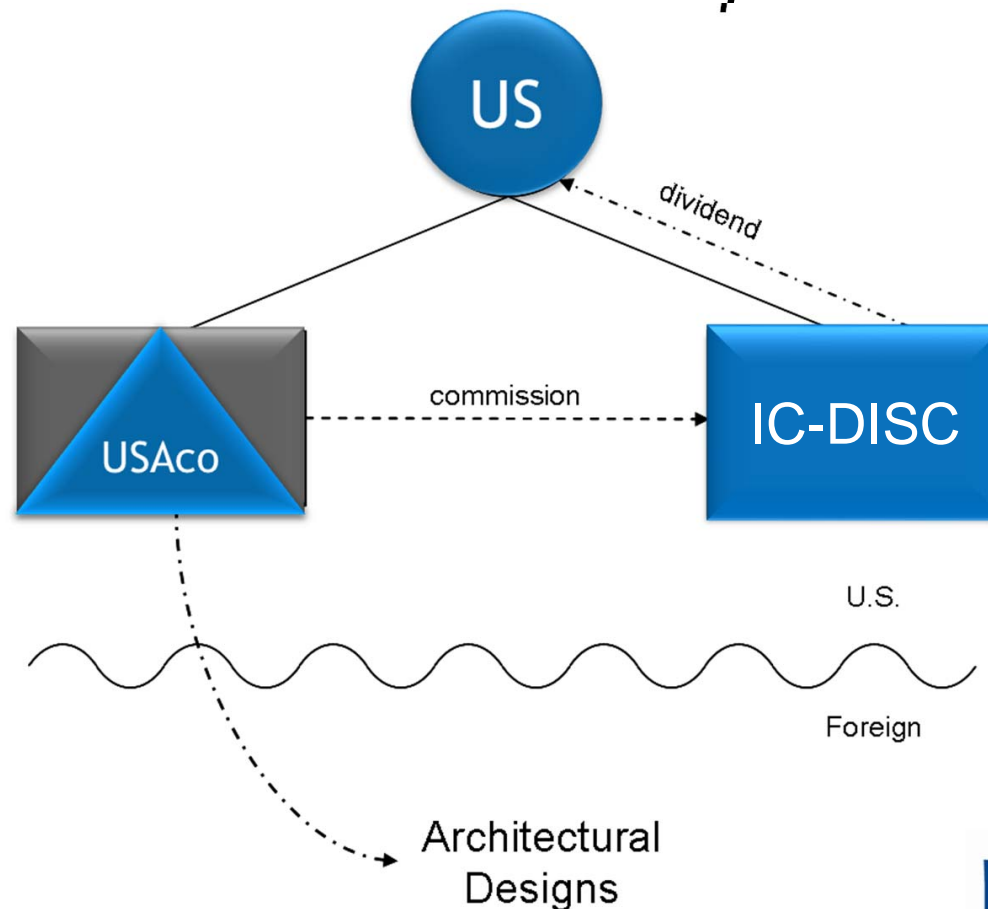 US
dividend
commission
USAco
IC-DISC
U.S.
Foreign
Architectural
Designs